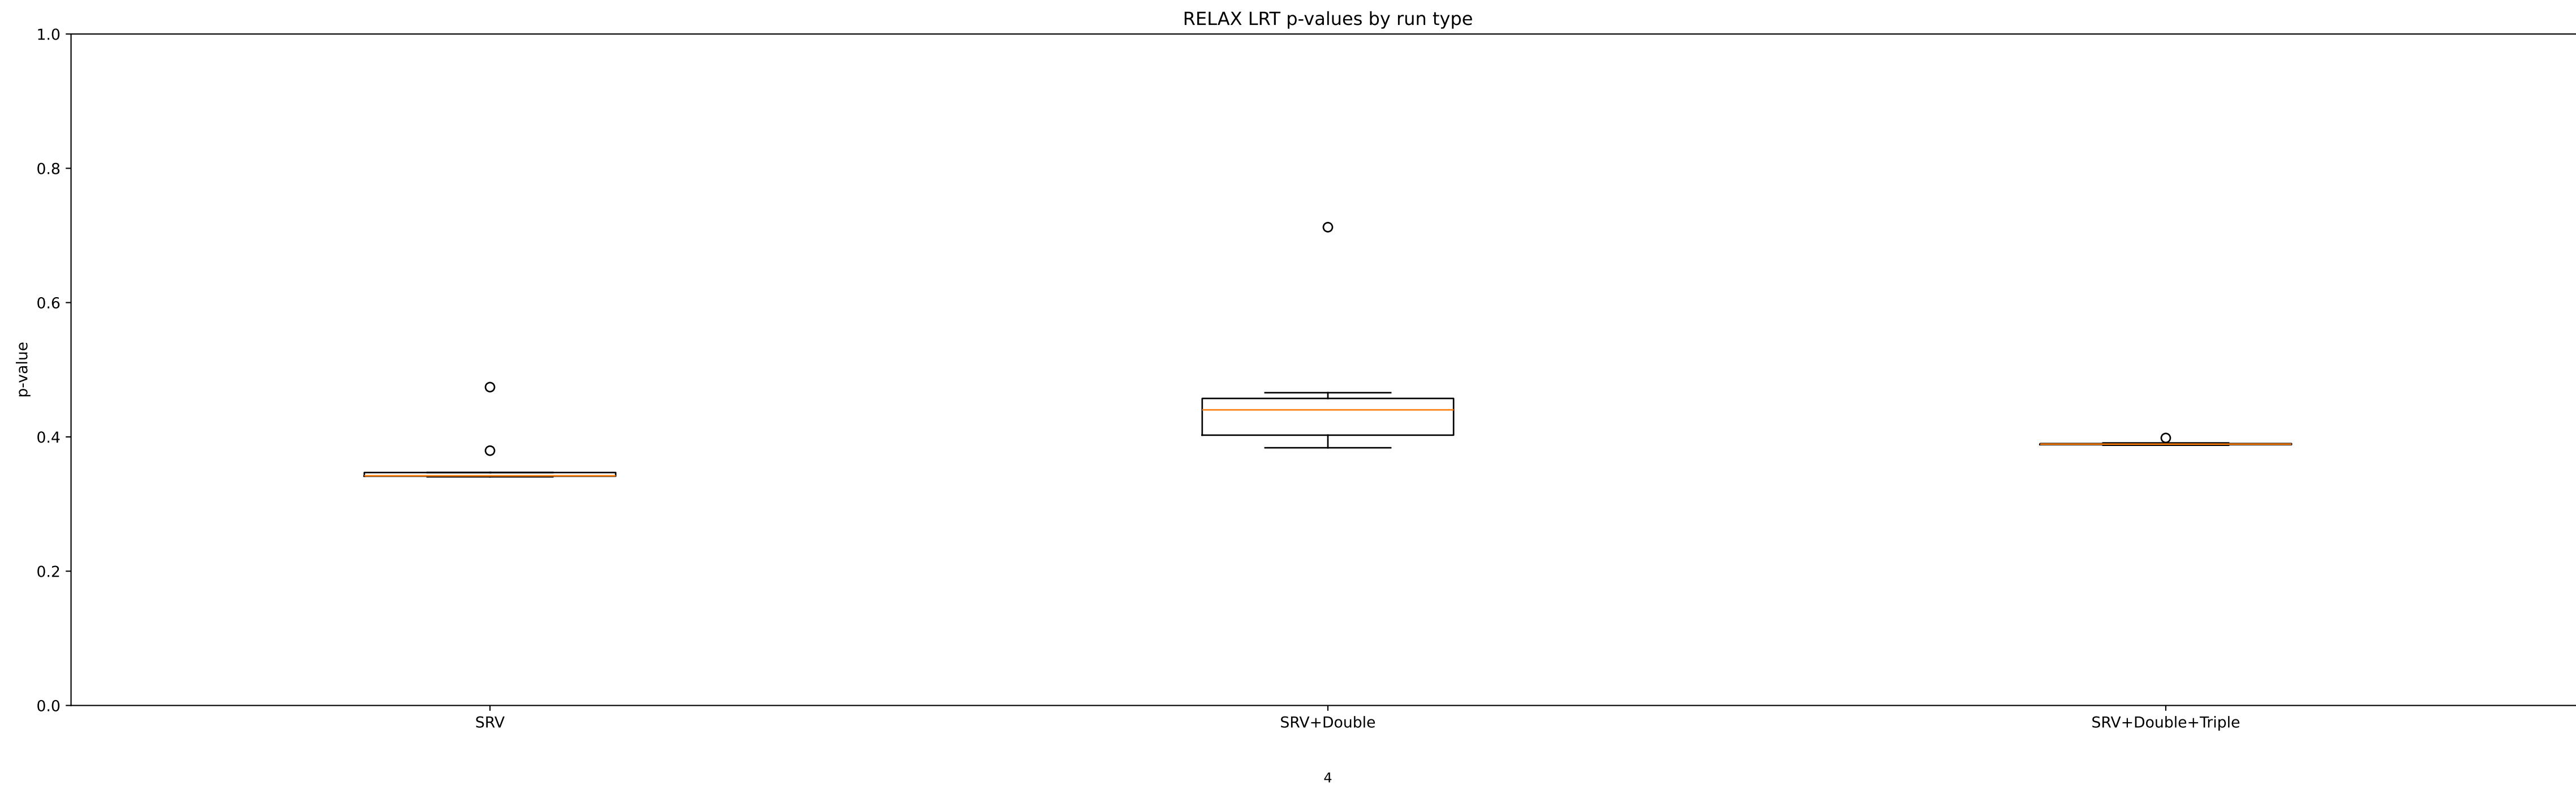 RELAX LRT p-values by run type
1.0
0.8
0.6
0.4
0.2
0.0
p-value
SRV
SRV+Double
SRV+Double+Triple
4